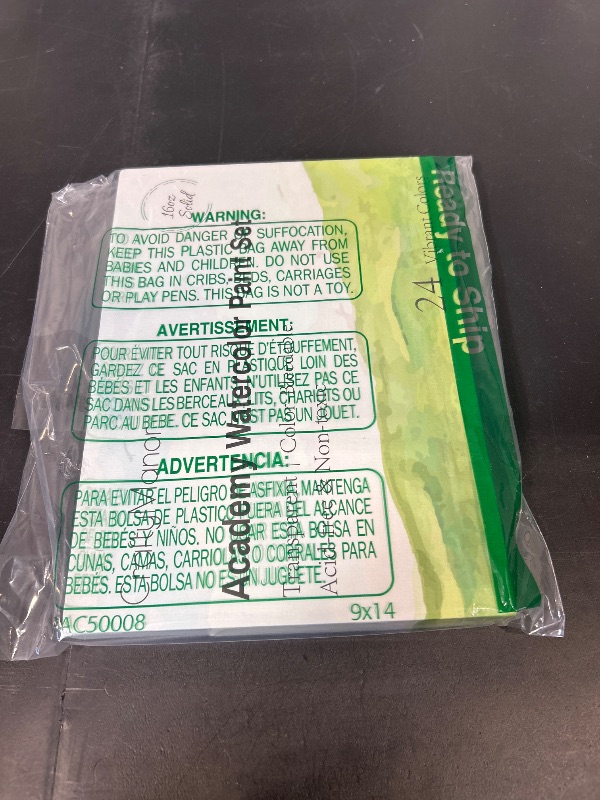 WARNING:
TO AVOID DANGER OF SUFFOCATION,
KEEP THIS PLASTIC BAG AWAY FROM
BABIES AND CHILDREN. DO NOT USE
THIS BAG IN CRIBS, BEDS, CARRIAGES
OR PLAY PENS. THIS BAG IS NOT A TOY.
AVERTISSEMENT:
POUR ÉVITER TOUT RISQUE D'ÉTOUFFEMENT,
GARDEZ CE SAC EN PLASTIQUE LOIN DES
BÉBÉS ET LES ENFANTS N'UTILISEZ PAS CE
SAC DANS LES BERCEAUX, LITS, CHARIOTS OU
PARC AU BEBE. CE SAC N'EST PAS UN JOUET.
ADVERTENCIA:
PARA EVITAR EL PELIGRO DE ASFIXIA MANTENGA
ESTA BOLSA DE PLASTICO FUERA DEL ALCANCE
DE BEBÉS Y NIÑOS. NO USAR ESTA BOLSA EN
CUNAS, CAMAS, CARRIOLAS O CORRALES PARA
BEBÉS. ESTA BOLSA NO ES UN JUGUETE.
AC50008 9x14
16oz
Solid
Academy Watercolor Paint Set
Transparent | Color
& Non-toxic
24 Vibrant Colors
Ready to Ship